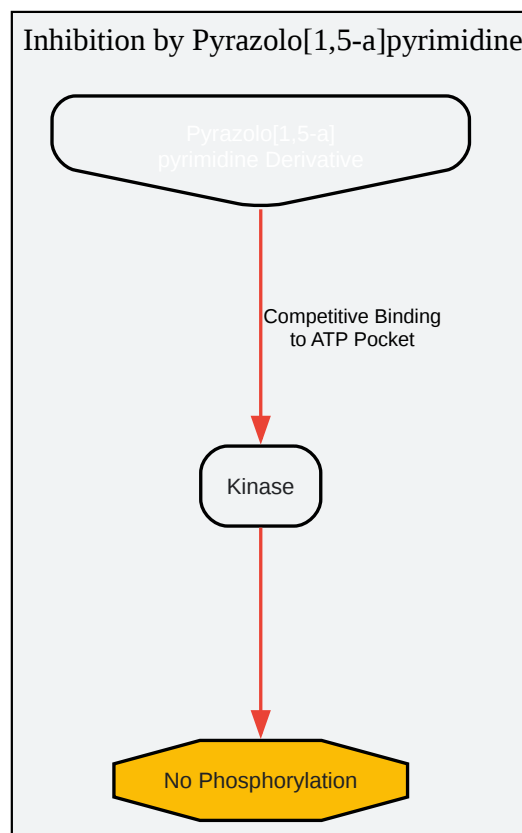 Inhibition by Pyrazolo[1,5-a]pyrimidine
Pyrazolo[1,5-a]
pyrimidine Derivative
Competitive Binding
to ATP Pocket
Kinase
No Phosphorylation